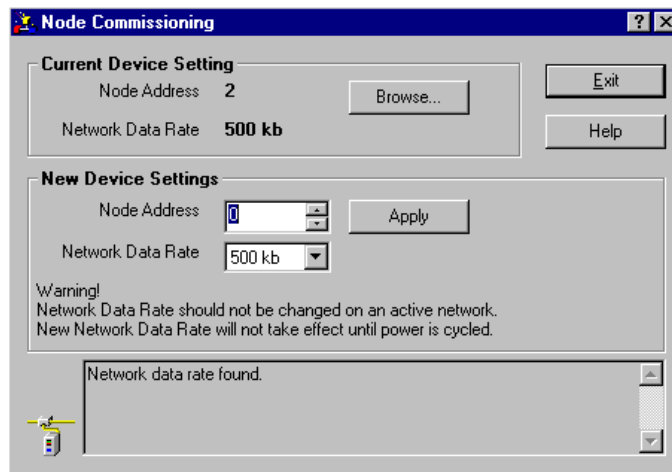 Node Commissioning
Current Device Setting
Node Address 2
Browse...
Exit
Network Data Rate 500 kb
Help
New Device Settings
Node Address 0
Apply
Network Data Rate 500 kb
Warning!
Network Data Rate should not be changed on an active network.
New Network Data Rate will not take effect until power is cycled.
Network data rate found.